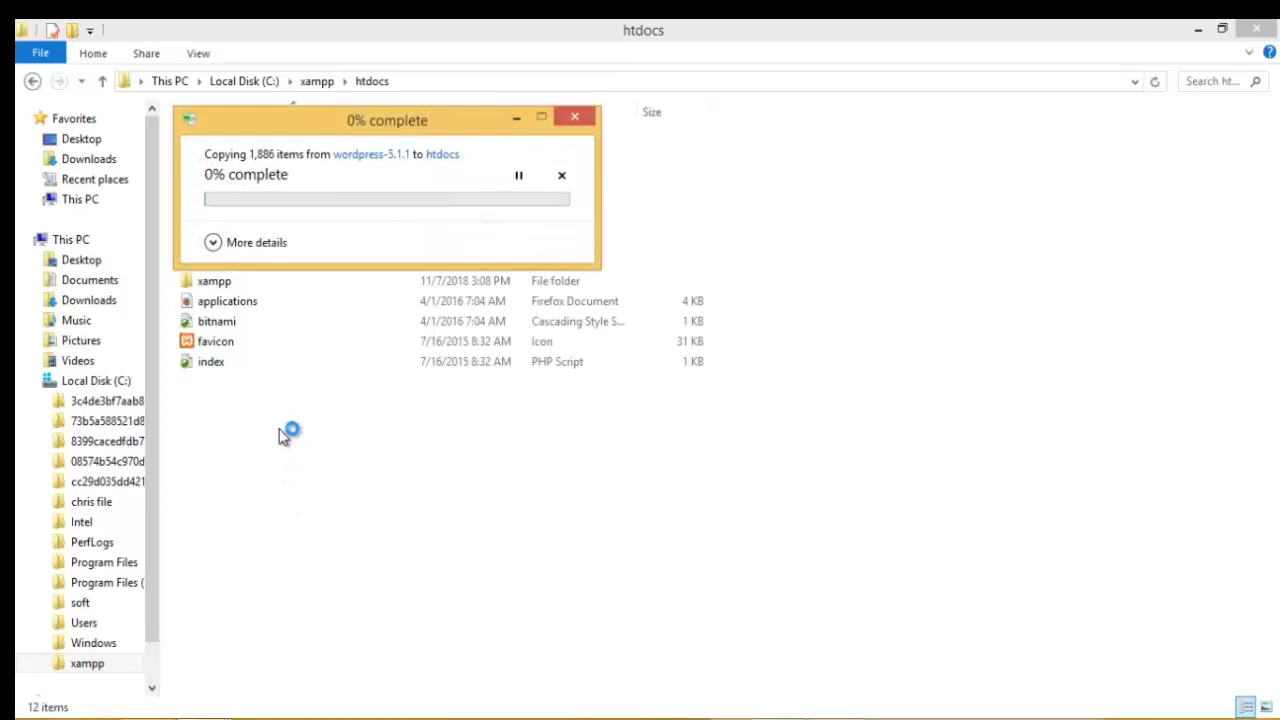 htdocs
File Home Share View
This PC Local Disk (C:) xampp htdocs Search ht...
Size
Favorites
Desktop
Downloads
Recent places
This PC
This PC
Desktop
Documents
Downloads
Music
Pictures
Videos
Local Disk (C:)
3c4de3bf7aab8
73b5a588521d8
8399cacedfdb7
08574b54c970d
cc29d035dd421
chris file
Intel
PerfLogs
Program Files
Program Files (
soft
Users
Windows
xampp
0% complete
Copying 1,886 items from wordpress-5.1.1 to htdocs
0% complete
More details
xampp 11/7/2018 3:08 PM File folder
applications 4/1/2016 7:04 AM Firefox Document 4 KB
bitnami 4/1/2016 7:04 AM Cascading Style S... 1 KB
favicon 7/16/2015 8:32 AM Icon 31 KB
index 7/16/2015 8:32 AM PHP Script 1 KB
12 items